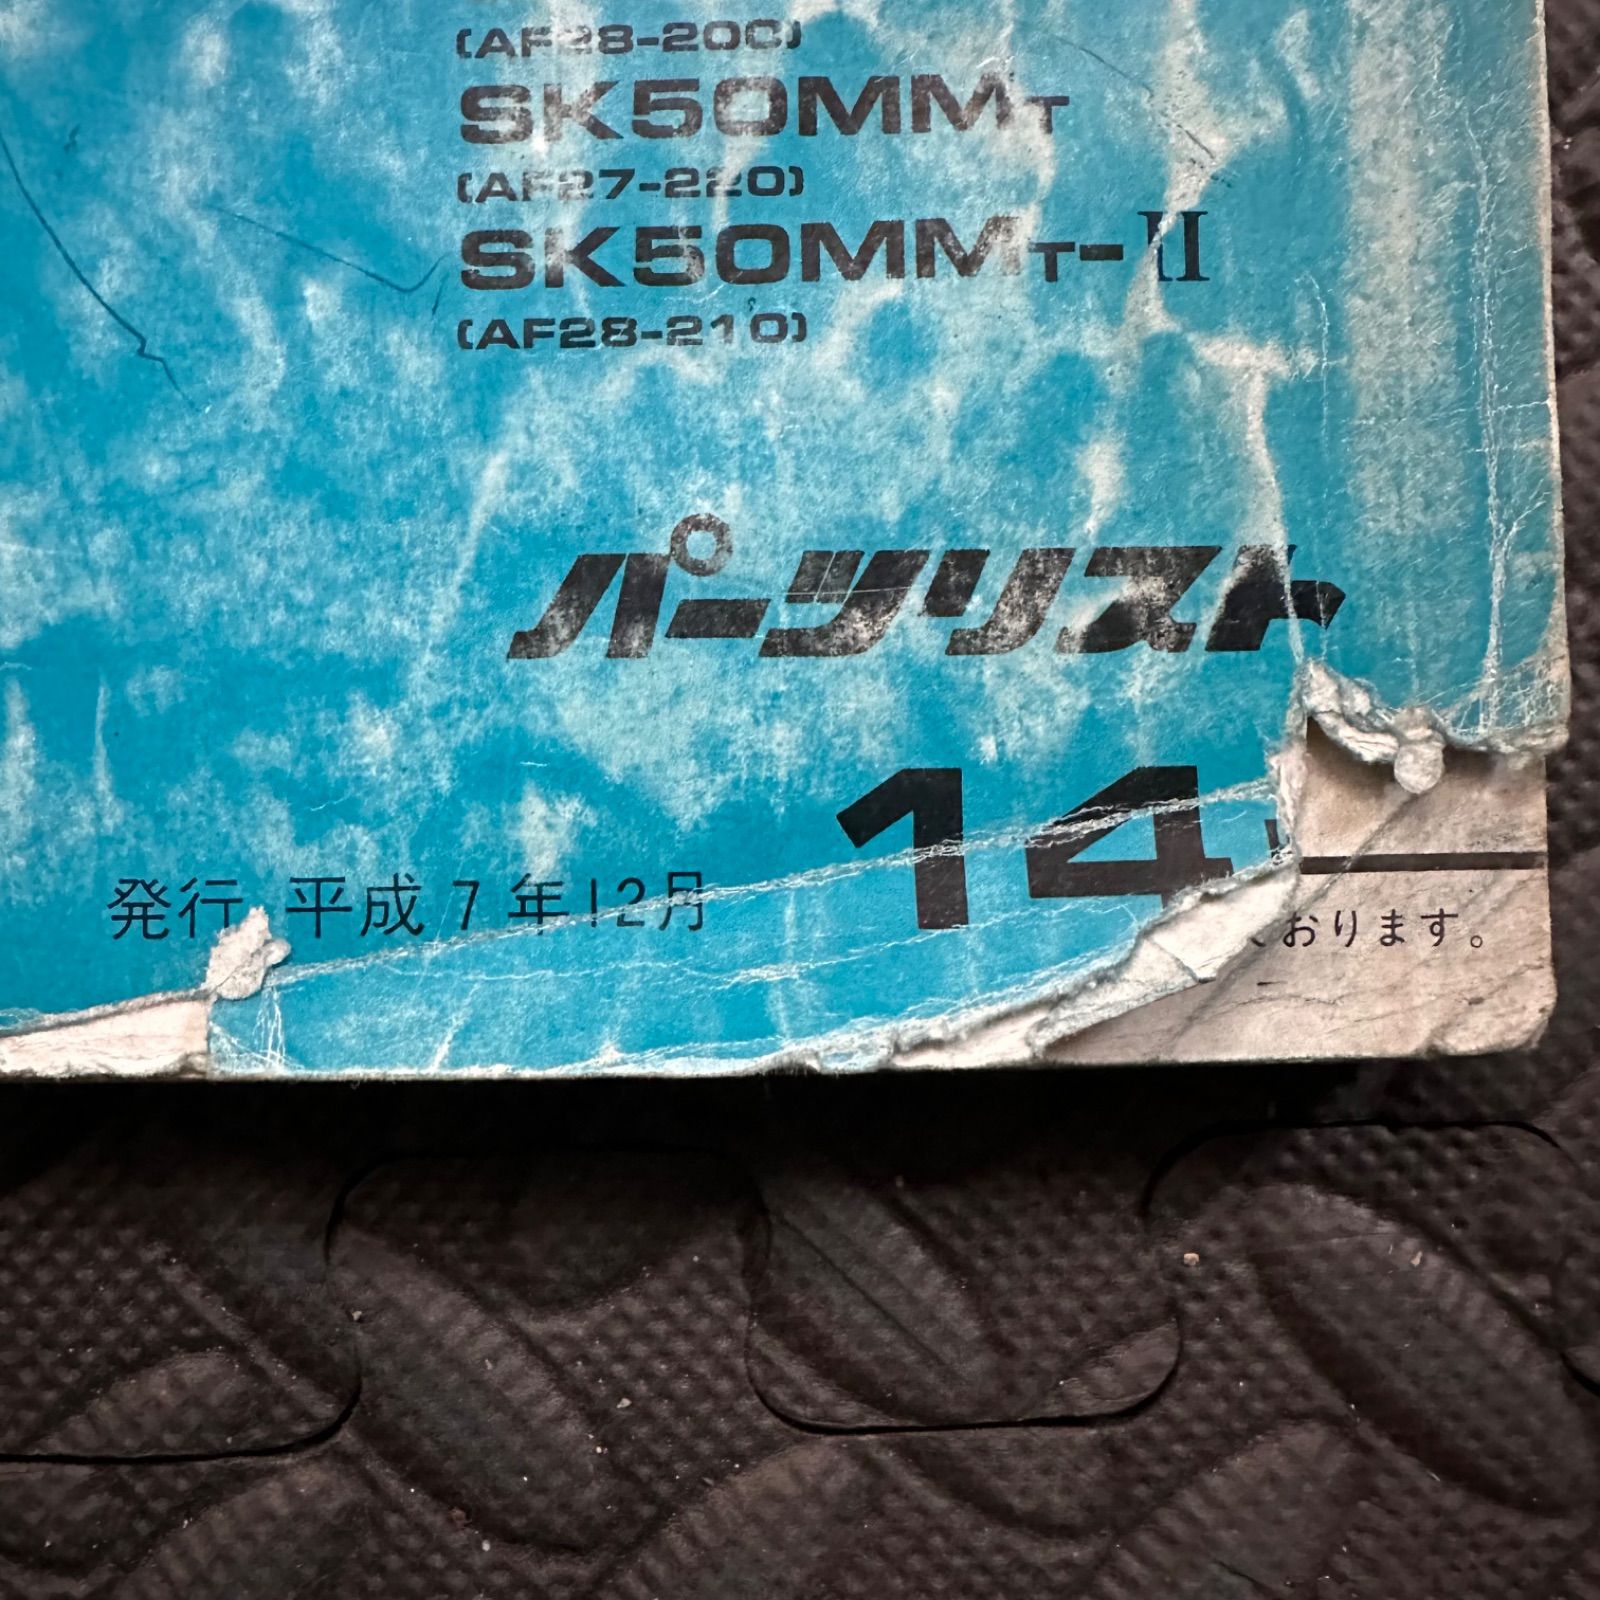 (AF28-200)
SK50MMT
(AF27-220)
SK50MMT-II
(AF28-210)
パーツリスト
14
発行 平成7年12月
おります。